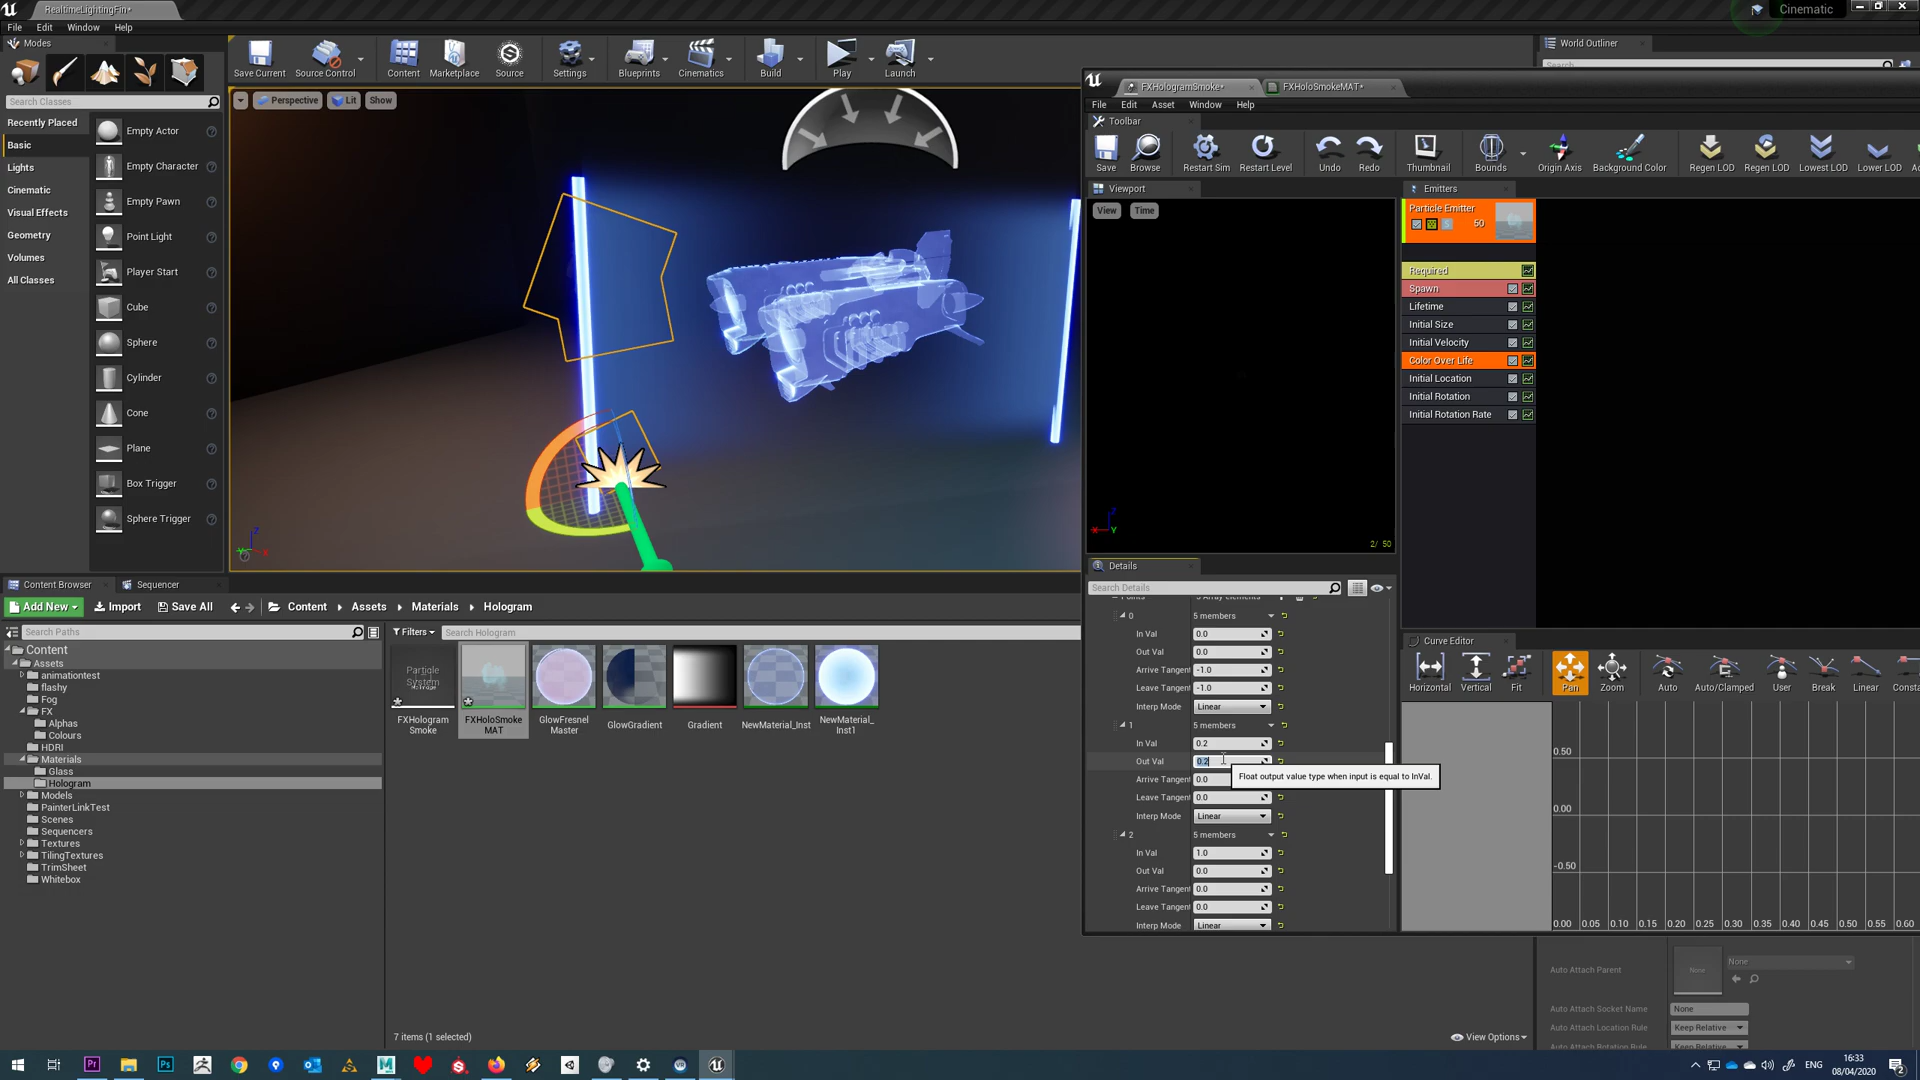 RealtimeLightingFin*
Cinematic
File Edit Window Help
Modes
Search Classes
Recently Placed
Basic
Lights
Cinematic
Visual Effects
Geometry
Volumes
All Classes
Empty Actor
Empty Character
Empty Pawn
Point Light
Player Start
Cube
Sphere
Cylinder
Cone
Plane
Box Trigger
Sphere Trigger
Save Current Source Control Content Marketplace Source Settings Blueprints Cinematics Build Play Launch
Perspective Lit Show
World Outliner
Search
FXHologramSmoke* FXHoloSmokeMAT*
File Edit Asset Window Help
Toolbar
Save Browse Restart Sim Restart Level Undo Redo Thumbnail Bounds Origin Axis Background Color Regen LOD Regen LOD Lowest LOD Lower LOD
Viewport
View Time
2/ 50
Emitters
Particle Emitter
50
Required
Spawn
Lifetime
Initial Size
Initial Velocity
Color Over Life
Initial Location
Initial Rotation
Initial Rotation Rate
Details
Search Details
0 5 members
In Val 0.0
Out Val 0.0
Arrive Tangent -1.0
Leave Tangent -1.0
Interp Mode Linear
1 5 members
In Val 0.2
Out Val 0.2
Float output value type when input is equal to InVal.
Arrive Tangent 0.0
Leave Tangent 0.0
Interp Mode Linear
2 5 members
In Val 1.0
Out Val 0.0
Arrive Tangent 0.0
Leave Tangent 0.0
Interp Mode Linear
Curve Editor
Horizontal Vertical Fit Pan Zoom Auto Auto/Clamped User Break Linear Consta
0.50
0.00
-0.50
0.00 0.05 0.10 0.15 0.20 0.25 0.30 0.35 0.40 0.45 0.50 0.55 0.60
Content Browser Sequencer
Add New Import Save All Content Assets Materials Hologram
Search Paths
Filters Search Hologram
Content
Assets
animationtest
flashy
Fog
FX
Alphas
Colours
HDRI
Materials
Glass
Hologram
Models
PainterLinkTest
Scenes
Sequencers
Textures
TilingTextures
TrimSheet
Whitebox
Particle
System
FXHologram
Smoke
FXHoloSmoke
MAT
GlowFresnel
Master
GlowGradient
Gradient
NewMaterial_Inst
NewMaterial_
Inst1
7 items (1 selected)
View Options
Auto Attach Parent None None
Auto Attach Socket Name None
Auto Attach Location Rule Keep Relative
Auto Attach Rotation Rule Keep Relative
ENG
16:33
08/04/2020